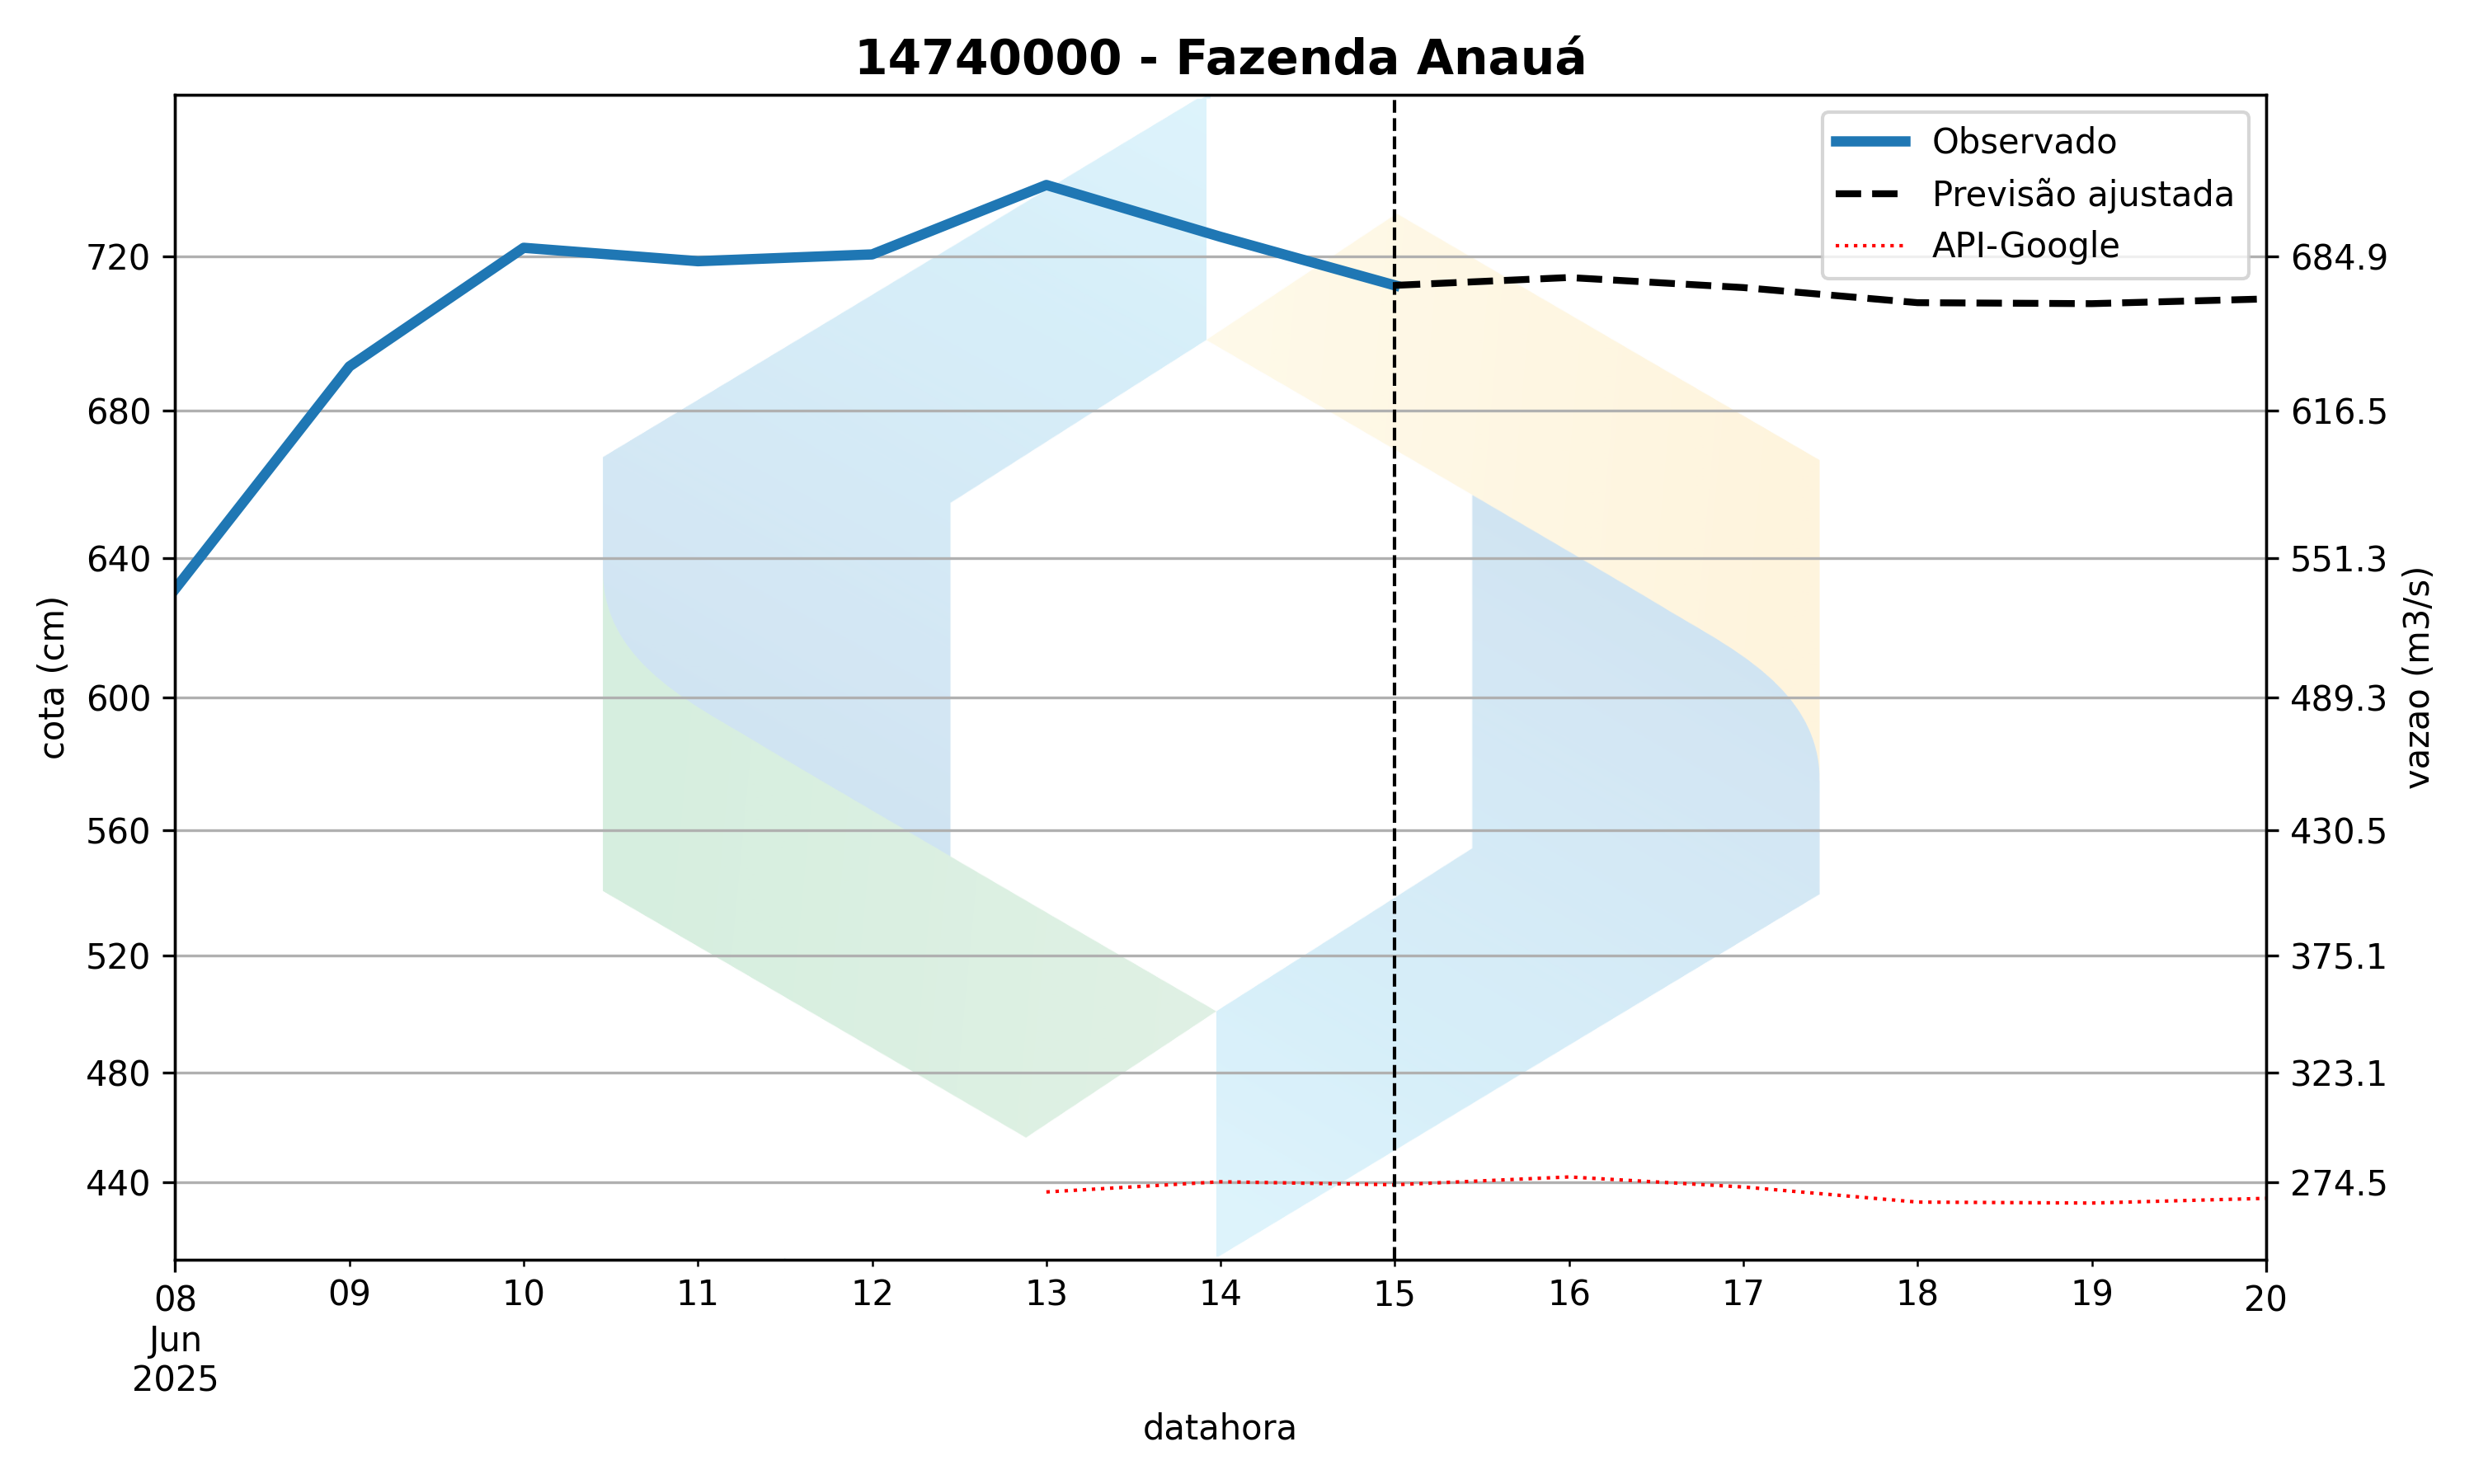 14740000 - Fazenda Anauá
Observado
Previsão ajustada
API-Google
cota (cm)
720
680
640
600
560
520
480
440
684.9
616.5
551.3
489.3
430.5
375.1
323.1
274.5
vazao (m3/s)
08 09 10 11 12 13 14 15 16 17 18 19 20
Jun
2025
datahora